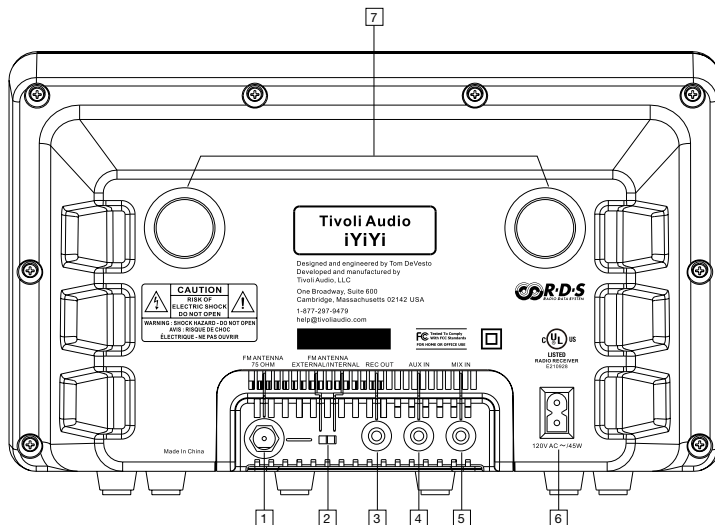 7
Tivoli Audio
iYiYi
Designed and engineered by Tom DeVesto
Developed and manufactured by
Tivoli Audio, LLC
One Broadway, Suite 600
Cambridge, Massachusetts 02142 USA
1-877-297-9479
help@tivoliaudio.com
CAUTION
RISK OF
ELECTRIC SHOCK
DO NOT OPEN
WARNING : SHOCK HAZARD - DO NOT OPEN
AVIS : RISQUE DE CHOC
ÉLECTRIQUE - NE PAS OUVRIR
R·D·S
RADIO DATA SYSTEM
FC Tested To Comply
With FCC Standards
FOR HOME OR OFFICE USE
C UL US
LISTED
RADIO RECEIVER
E210928
FM ANTENNA
75 OHM
FM ANTENNA
EXTERNAL/INTERNAL
REC OUT
AUX IN
MIX IN
Made In China
120V AC ～/45W
1
2
3
4
5
6